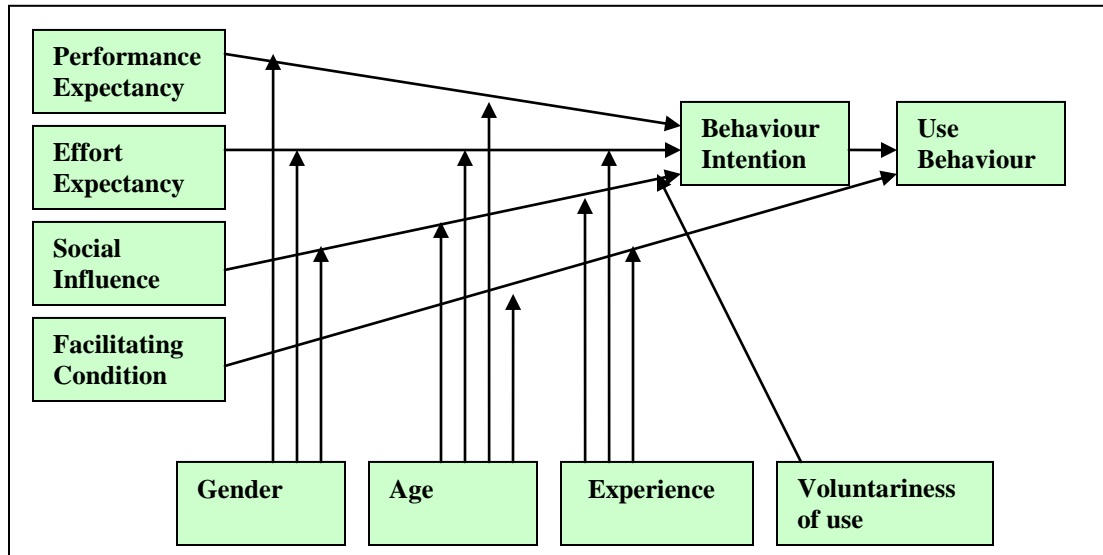 Performance
Expectancy
Effort
Expectancy
Social
Influence
Facilitating
Condition
Behaviour
Intention
Use
Behaviour
Gender
Age
Experience
Voluntariness
of use